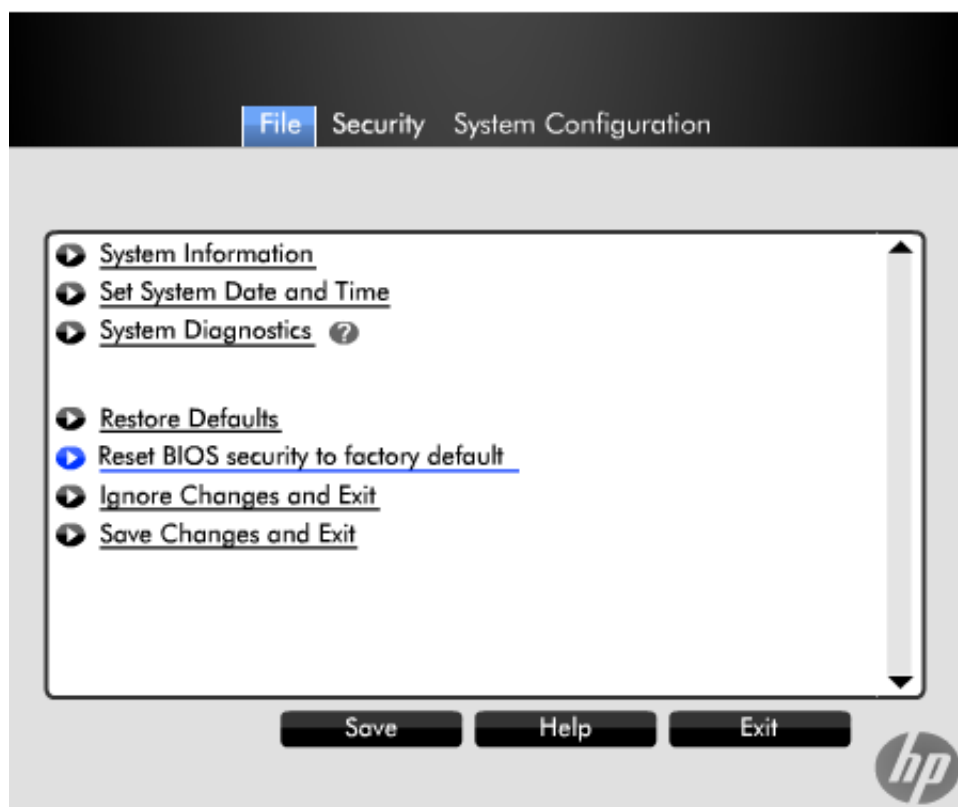 File Security System Configuration
System Information
Set System Date and Time
System Diagnostics ?
Restore Defaults
Reset BIOS security to factory default
Ignore Changes and Exit
Save Changes and Exit
Save Help Exit
hp